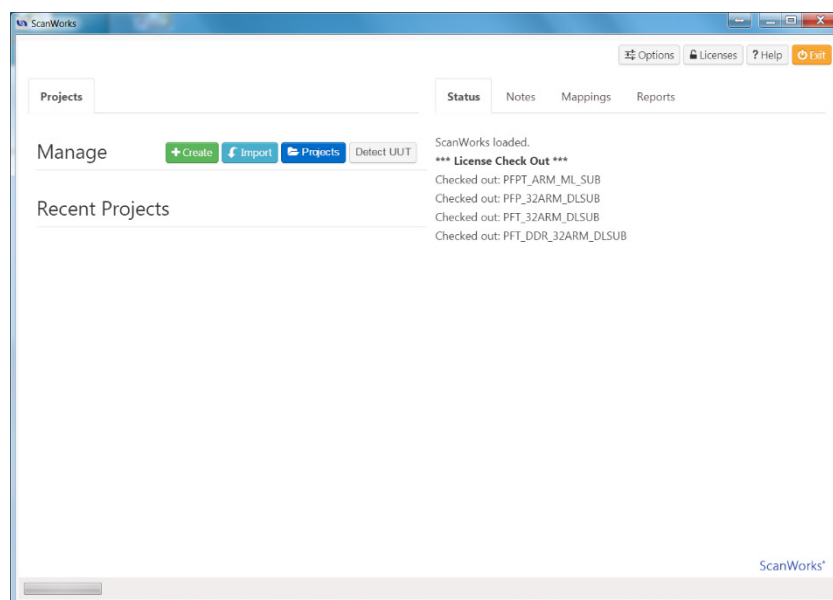 ScanWorks
Options Licenses ? Help Exit
Projects
Status Notes Mappings Reports
Manage + Create Import Projects Detect UUT
Recent Projects
ScanWorks loaded.
*** License Check Out ***
Checked out: PFPT_ARM_ML_SUB
Checked out: PFP_32ARM_DLSUB
Checked out: PFT_32ARM_DLSUB
Checked out: PFT_DDR_32ARM_DLSUB
ScanWorks®